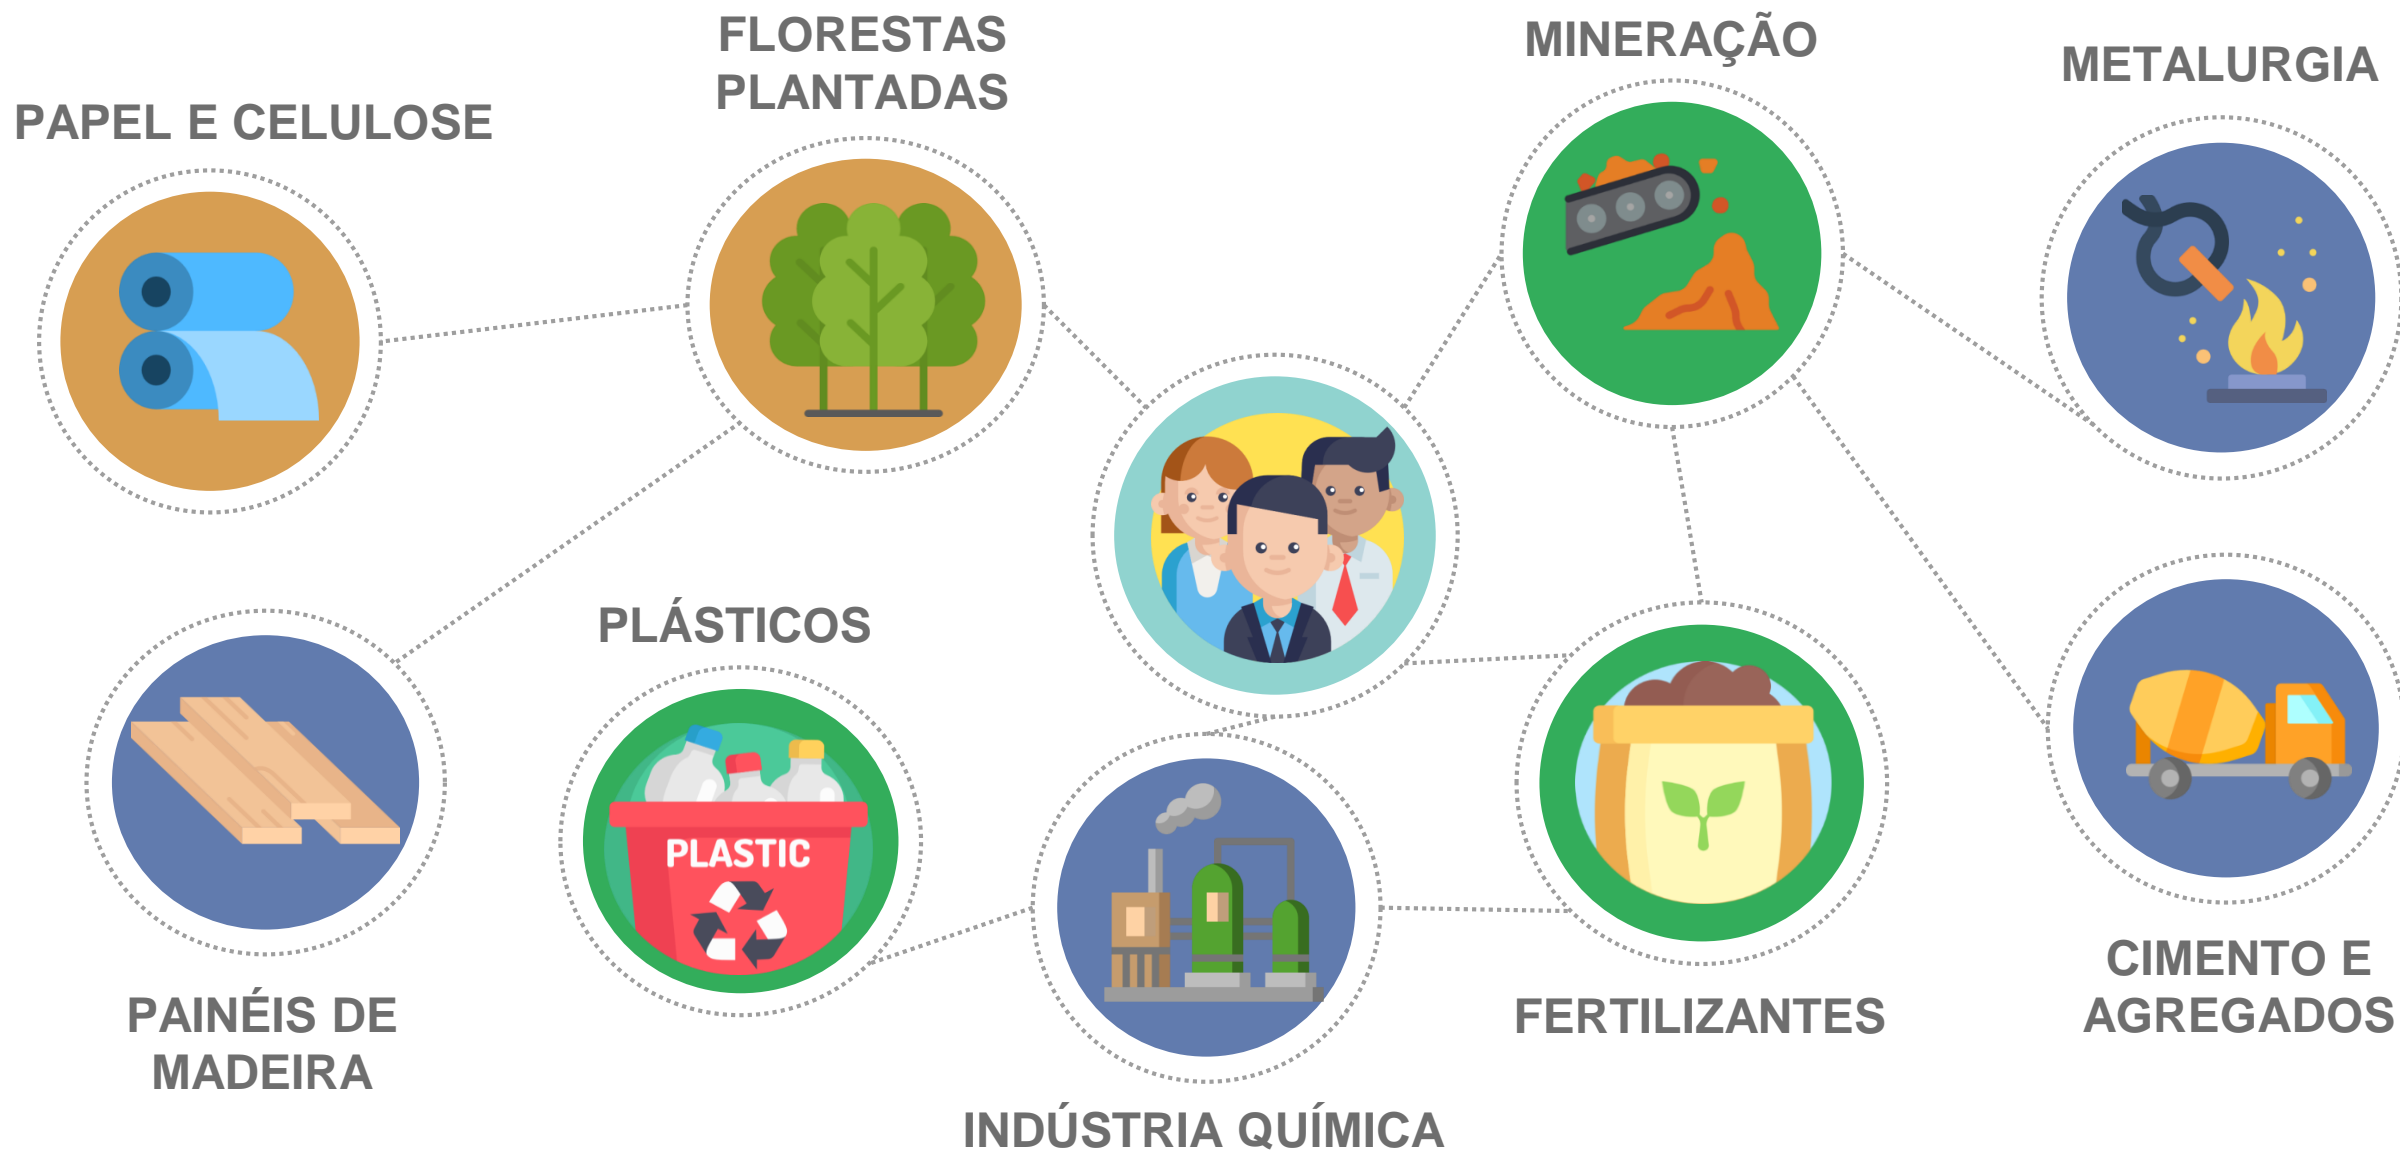 FLORESTAS
PLANTADAS
MINERAÇÃO
METALURGIA
PAPEL E CELULOSE
PLÁSTICOS
PLASTIC
PAINÉIS DE
MADEIRA
FERTILIZANTES
CIMENTO E
AGREGADOS
INDÚSTRIA QUÍMICA